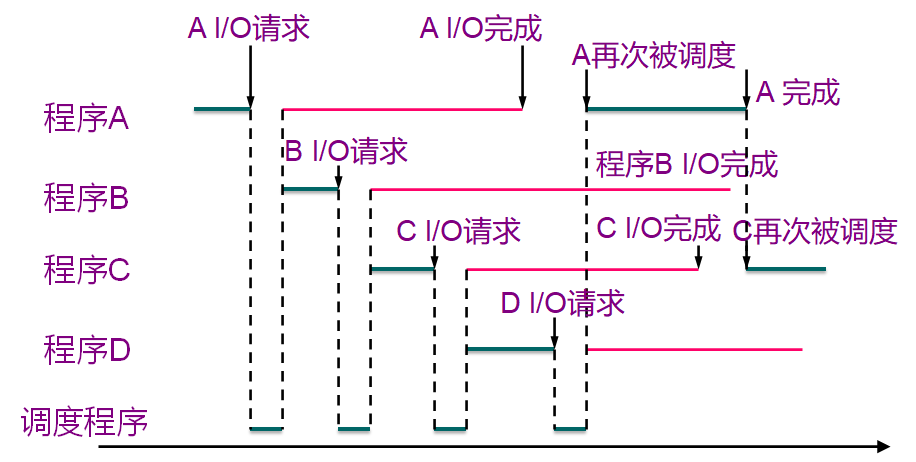 A I/O请求
A I/O完成
A再次被调度
A 完成
程序A
B I/O请求
程序B I/O完成
程序B
C I/O请求
C I/O完成
C再次被调度
程序C
D I/O请求
程序D
调度程序